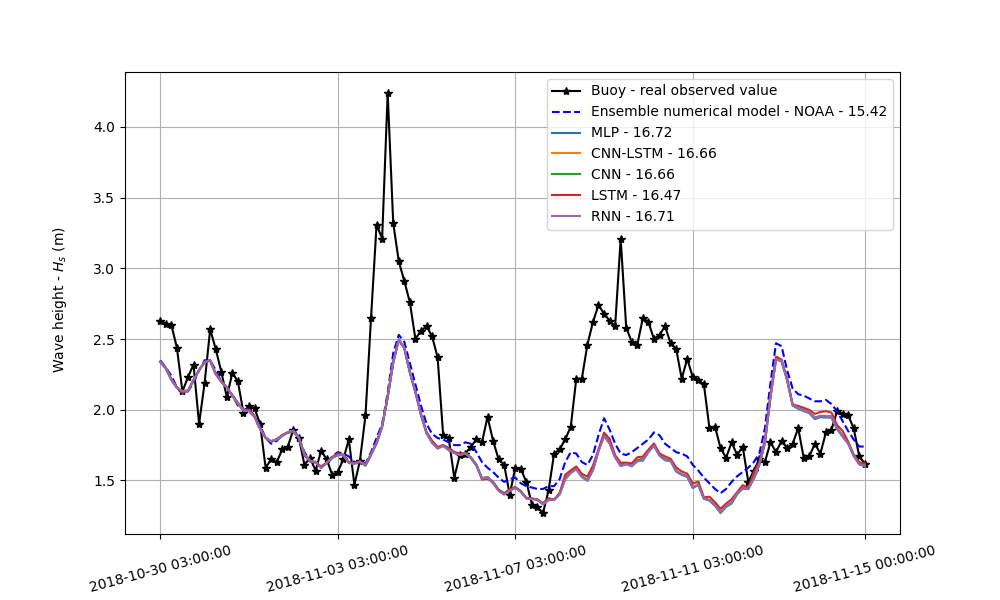 Buoy - real observed value
Ensemble numerical model - NOAA - 15.42
MLP - 16.72
CNN-LSTM - 16.66
CNN - 16.66
LSTM - 16.47
RNN - 16.71
Wave height - Hₛ (m)
4.0
3.5
3.0
2.5
2.0
1.5
2018-10-30 03:00:00
2018-11-03 03:00:00
2018-11-07 03:00:00
2018-11-11 03:00:00
2018-11-15 00:00:00